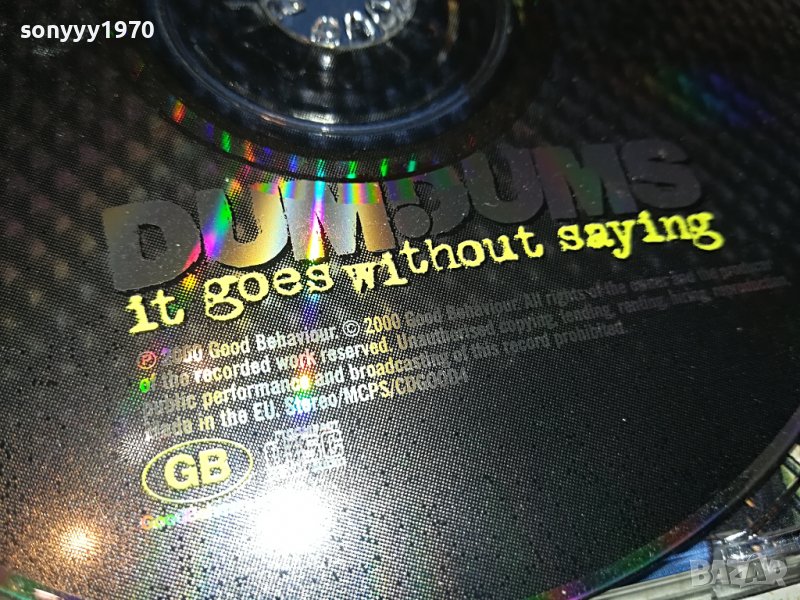 sonyyy1970
DUM:DUMS
it goes without saying
℗ 2000 Good Behaviour © 2000 Good Behaviour. All rights of the owner and the producer
of the recorded work reserved. Unauthorised copying, lending, renting, hiring,
public performance and broadcasting of this record prohibited.
Made in the EU. Stereo/MCPS/
GB
BAZAR